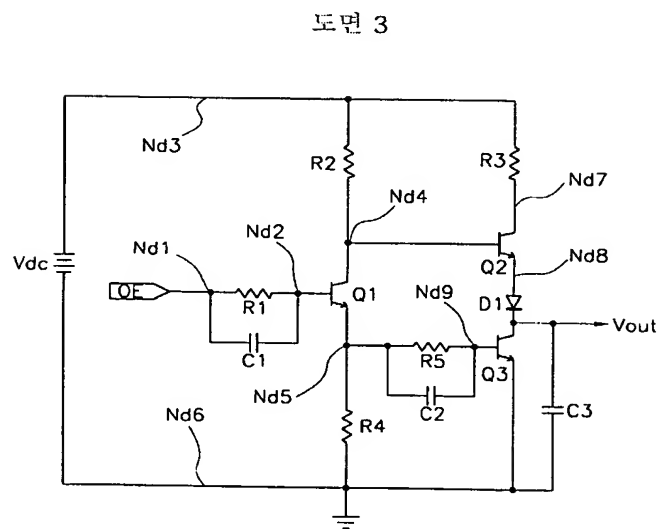 도면 3
Nd3
R2
R3
Nd7
Nd4
Nd1
Nd2
Vdc
Q2
Nd8
OE
R1
Q1
Nd9
D1
Vout
C1
R5
Q3
Nd5
C2
C3
Nd6
R4